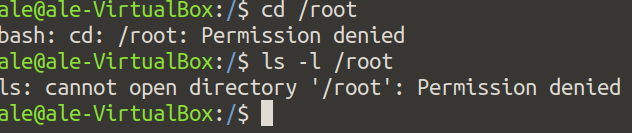 ale@ale-VirtualBox:/$ cd /root
bash: cd: /root: Permission denied
ale@ale-VirtualBox:/$ ls -l /root
ls: cannot open directory '/root': Permission denied
ale@ale-VirtualBox:/$